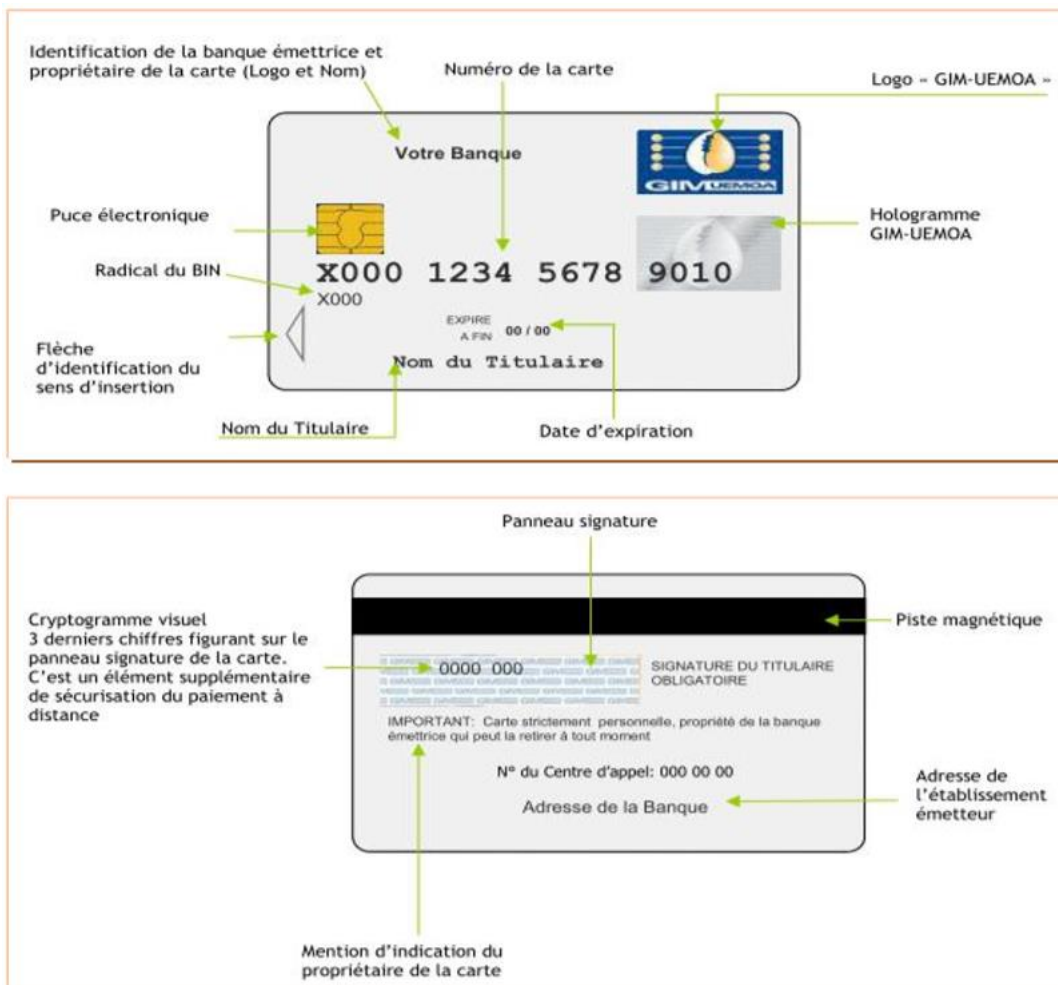 Identification de la banque émettrice et
propriétaire de la carte (Logo et Nom)
Numéro de la carte
Logo « GIM-UEMOA »
Votre Banque
GIM UEMOA
Puce électronique
Hologramme
GIM-UEMOA
Radical du BIN
X000 1234 5678 9010
X000
EXPIRE
A FIN 00 / 00
Flèche
d'identification du
sens d'insertion
Nom du Titulaire
Nom du Titulaire
Date d'expiration
Panneau signature
Cryptogramme visuel
3 derniers chiffres figurant sur le
panneau signature de la carte.
C'est un élément supplémentaire
de sécurisation du paiement à
distance
Piste magnétique
0000 000
SIGNATURE DU TITULAIRE
OBLIGATOIRE
IMPORTANT: Carte strictement personnelle, propriété de la banque
émettrice qui peut la retirer à tout moment
N° du Centre d'appel: 000 00 00
Adresse de la Banque
Adresse de
l'établissement
émetteur
Mention d'indication du
propriétaire de la carte